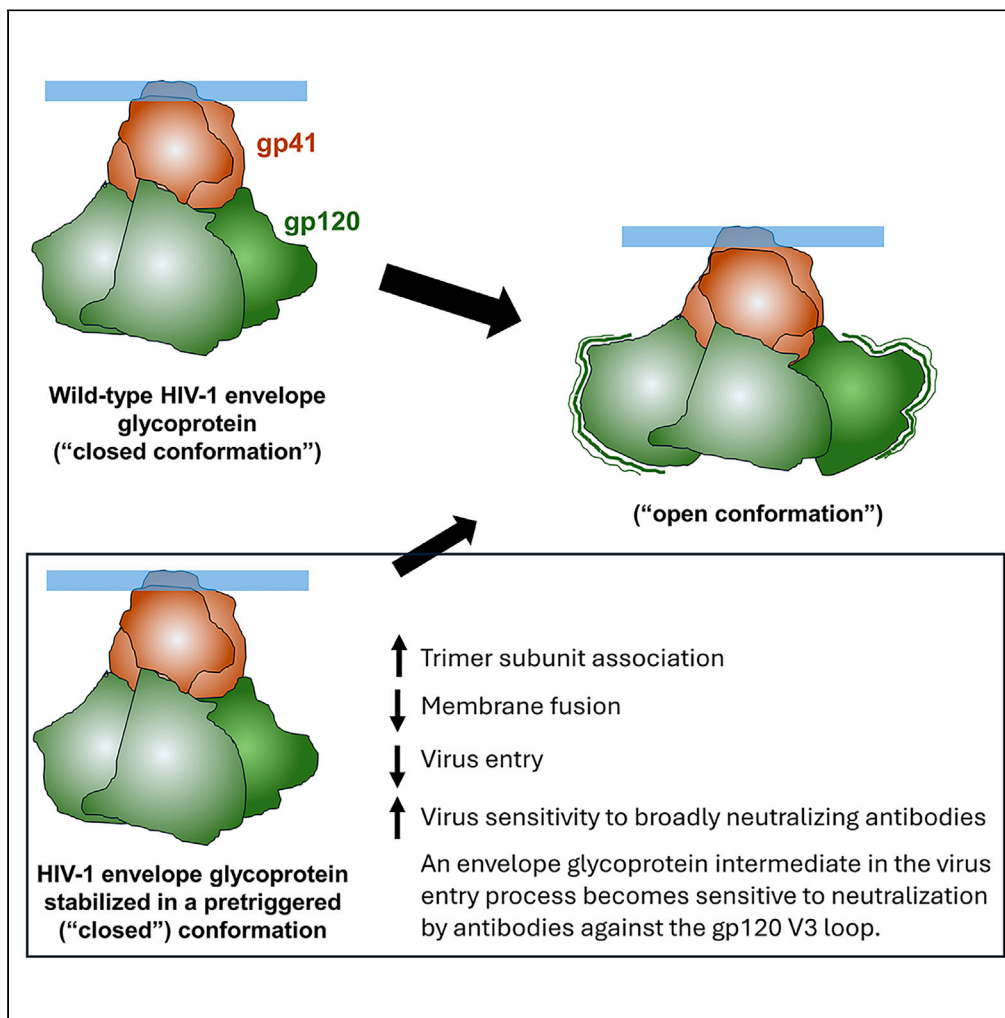 gp41
gp120
Wild-type HIV-1 envelope
glycoprotein
(“closed conformation”)
(“open conformation”)
HIV-1 envelope glycoprotein
stabilized in a pretriggered
(“closed”) conformation
Trimer subunit association
Membrane fusion
Virus entry
Virus sensitivity to broadly neutralizing antibodies
An envelope glycoprotein intermediate in the virus
entry process becomes sensitive to neutralization
by antibodies against the gp120 V3 loop.